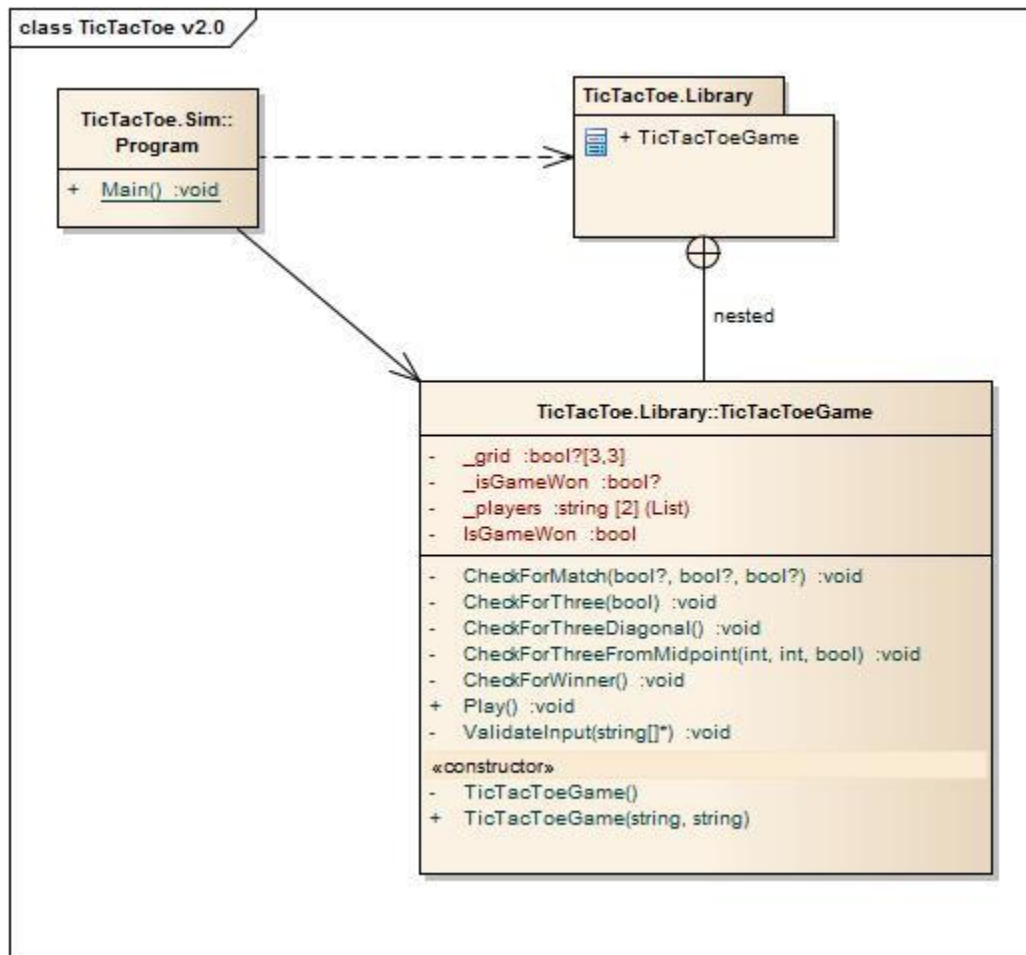 class TicTacToe v2.0
TicTacToe.Sim::
Program
+ Main() :void
TicTacToe.Library
+ TicTacToeGame
nested
TicTacToe.Library::TicTacToeGame
- _grid :bool?[3,3]
- _isGameWon :bool?
- _players :string [2] (List)
- IsGameWon :bool
- CheckForMatch(bool?, bool?, bool?) :void
- CheckForThree(bool) :void
- CheckForThreeDiagonal() :void
- CheckForThreeFromMidpoint(int, int, bool) :void
- CheckForWinner() :void
+ Play() :void
- ValidateInput(string[]*) :void
«constructor»
- TicTacToeGame()
+ TicTacToeGame(string, string)